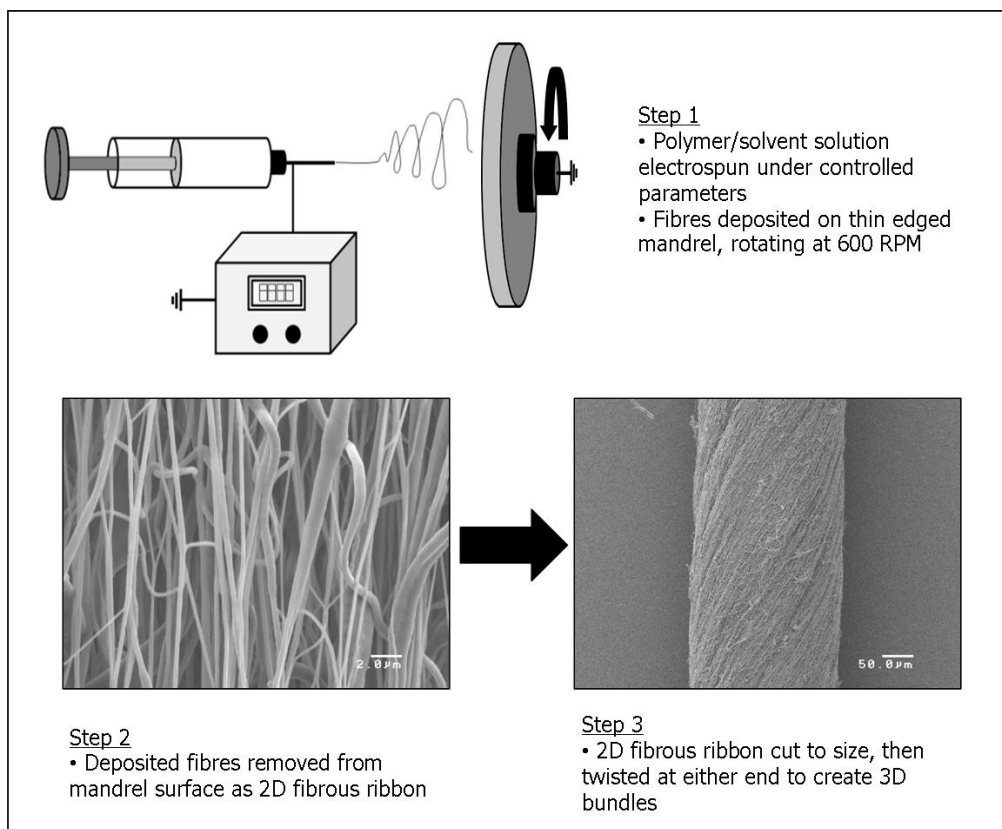 Step 1
• Polymer/solvent solution
electrospun under controlled
parameters
• Fibres deposited on thin edged
mandrel, rotating at 600 RPM
2.0µm
50.0µm
Step 2
• Deposited fibres removed from
mandrel surface as 2D fibrous ribbon
Step 3
• 2D fibrous ribbon cut to size, then
twisted at either end to create 3D
bundles